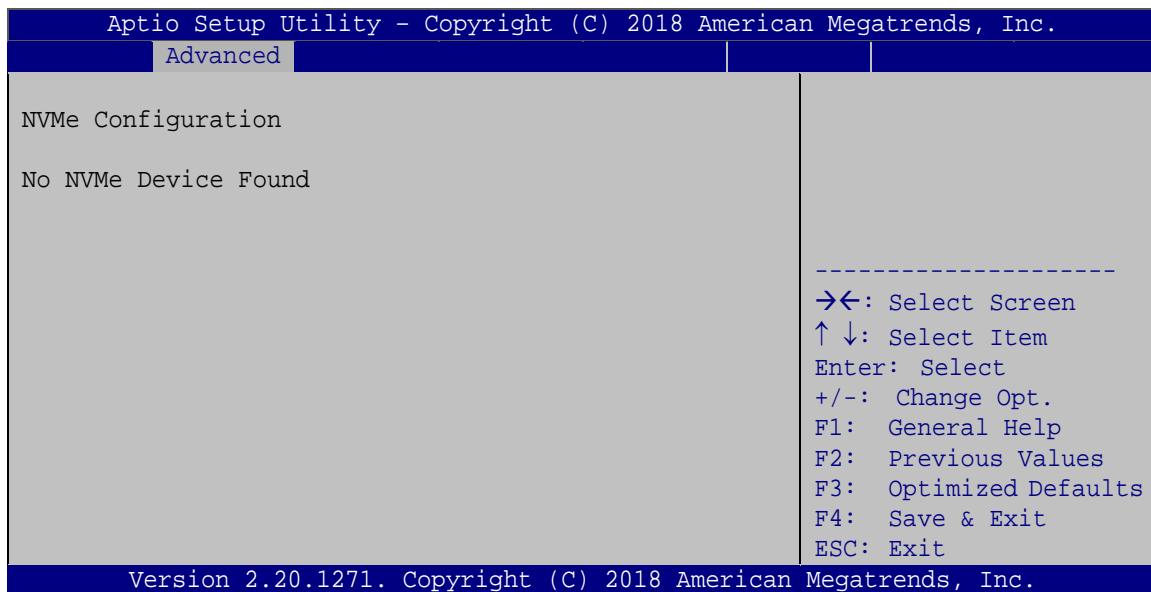 Aptio Setup Utility – Copyright (C) 2018 American Megatrends, Inc.
Advanced
NVMe Configuration
No NVMe Device Found
----------------------
→←: Select Screen
↑ ↓: Select Item
Enter: Select
+/-: Change Opt.
F1: General Help
F2: Previous Values
F3: Optimized Defaults
F4: Save & Exit
ESC: Exit
Version 2.20.1271. Copyright (C) 2018 American Megatrends, Inc.